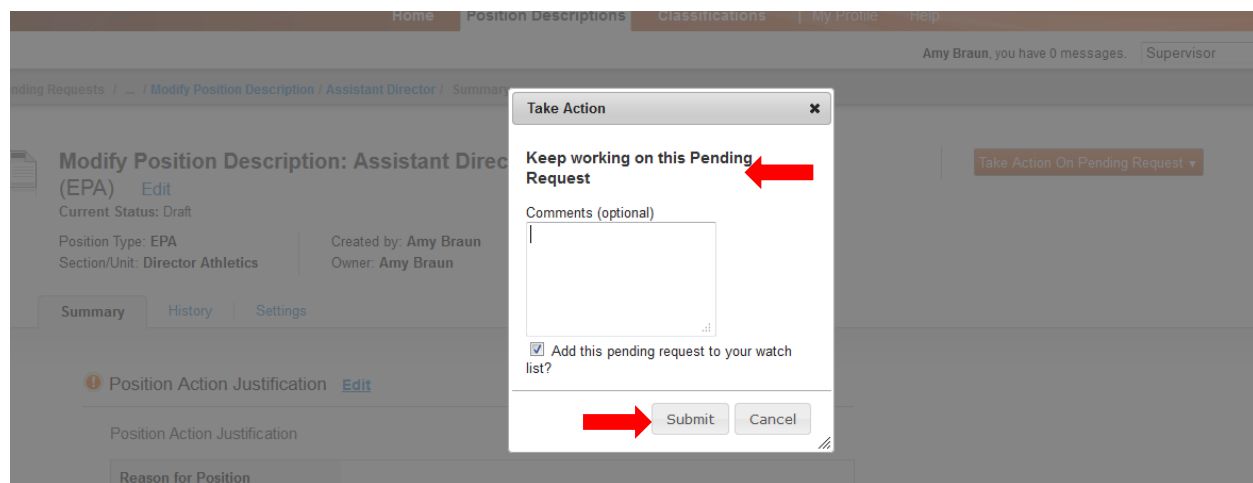 Home Position Descriptions Classifications | My Profile Help
Amy Braun, you have 0 messages. Supervisor
nding Requests / ... / Modify Position Description / Assistant Director / Summary
Take Action
Keep working on this Pending
Request
Comments (optional)
Add this pending request to your watch
list?
Submit Cancel
Modify Position Description: Assistant Direc
(EPA) Edit
Current Status: Draft
Position Type: EPA Created by: Amy Braun
Section/Unit: Director Athletics Owner: Amy Braun
Take Action On Pending Request
Summary History Settings
Position Action Justification Edit
Position Action Justification
Reason for Position